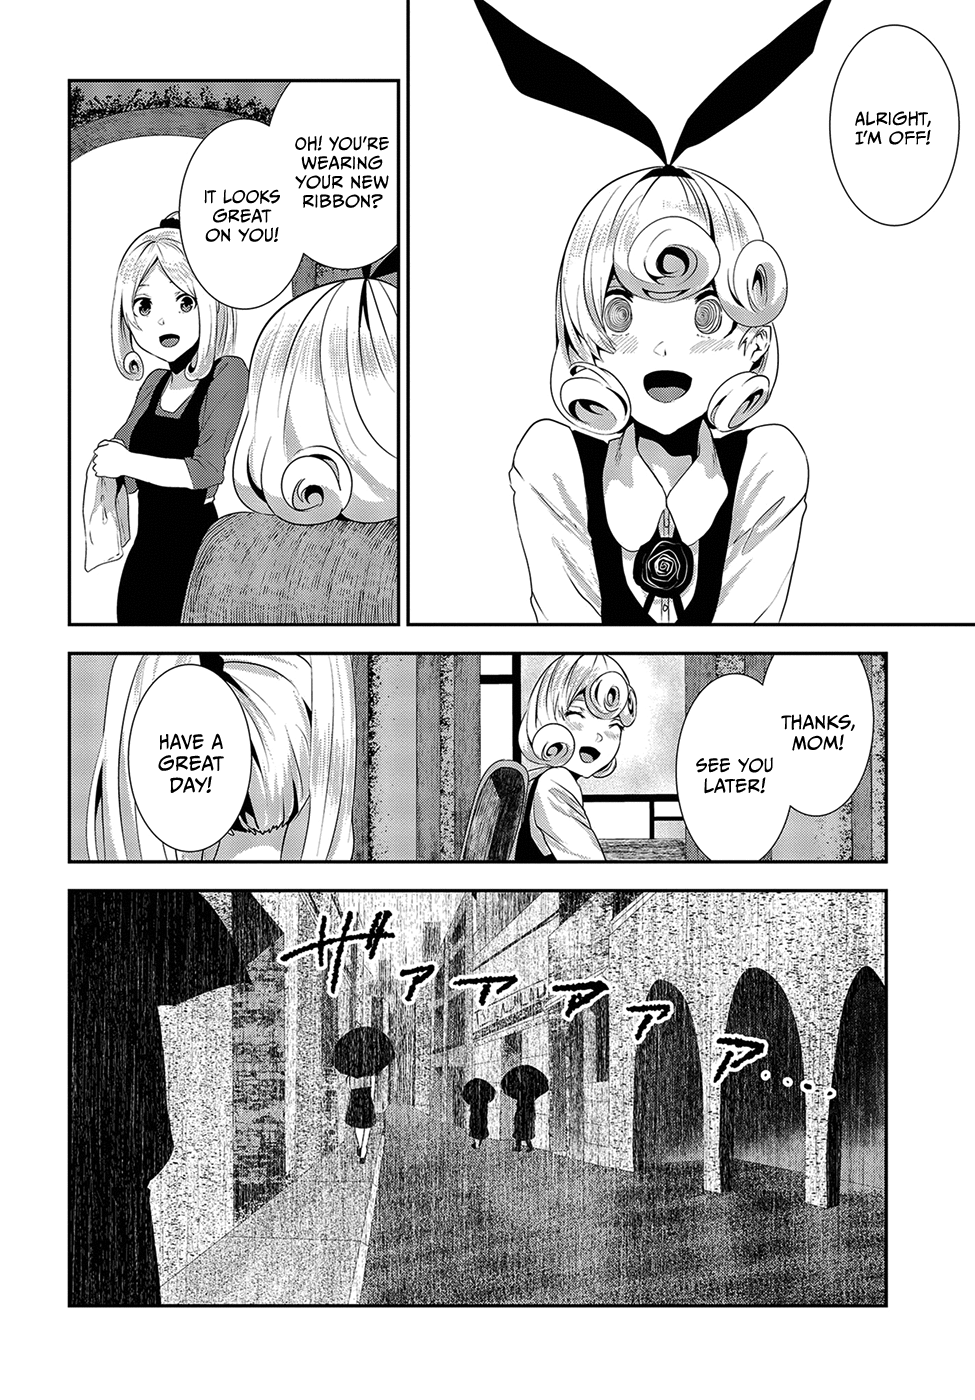 ALRIGHT,
I'M OFF!
OH! YOU'RE
WEARING
YOUR NEW
RIBBON?
IT LOOKS
GREAT
ON YOU!
THANKS,
MOM!
SEE YOU
LATER!
HAVE A
GREAT
DAY!
ザァァァァァ・・・・